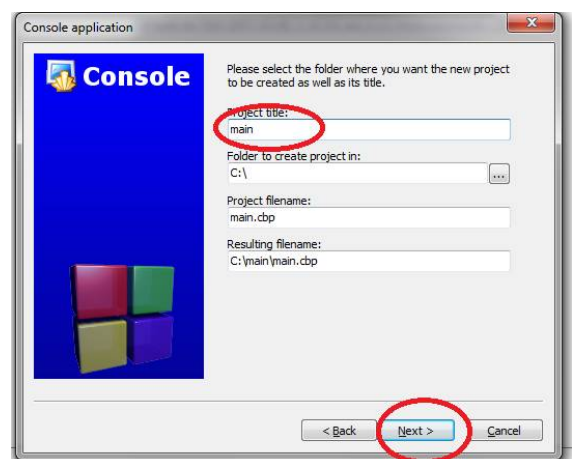 Console application
Console
Please select the folder where you want the new project
to be created as well as its title.
Project title:
main
Folder to create project in:
C:\
...
Project filename:
main.cbp
Resulting filename:
C:\main\main.cbp
< Back
Next >
Cancel